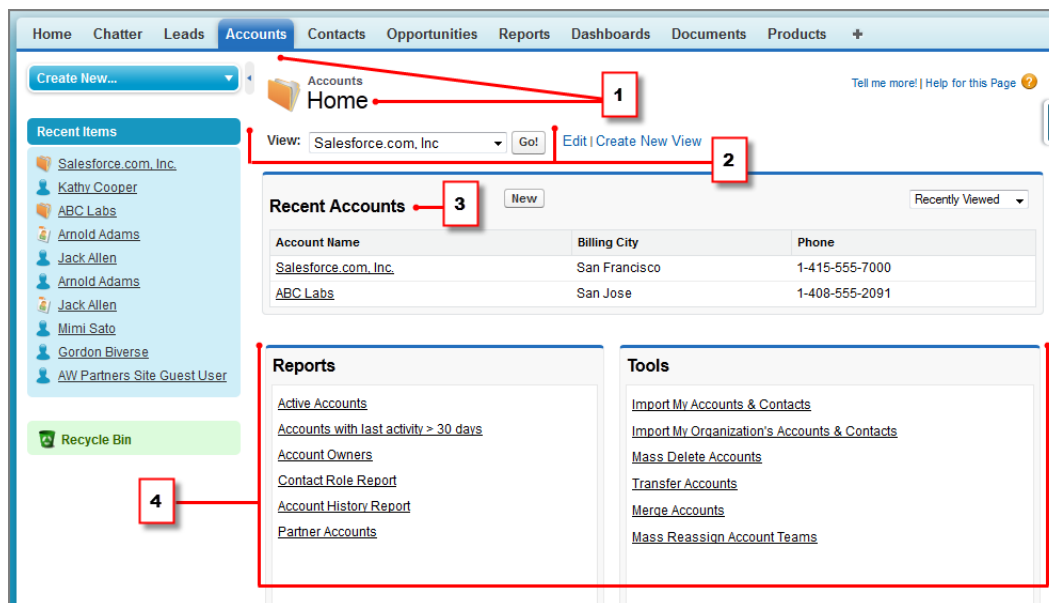 Home Chatter Leads Accounts Contacts Opportunities Reports Dashboards Documents Products +
Create New...
Accounts
Home
1
Tell me more! | Help for this Page ?
Recent Items
Salesforce.com, Inc.
Kathy Cooper
ABC Labs
Arnold Adams
Jack Allen
Arnold Adams
Jack Allen
Mimi Sato
Gordon Biverse
AW Partners Site Guest User
Recycle Bin
View: Salesforce.com, Inc Go! Edit | Create New View
2
Recent Accounts
3
New
Recently Viewed
Account Name Billing City Phone
Salesforce.com, Inc. San Francisco 1-415-555-7000
ABC Labs San Jose 1-408-555-2091
4
Reports
Active Accounts
Accounts with last activity > 30 days
Account Owners
Contact Role Report
Account History Report
Partner Accounts
Tools
Import My Accounts & Contacts
Import My Organization's Accounts & Contacts
Mass Delete Accounts
Transfer Accounts
Merge Accounts
Mass Reassign Account Teams